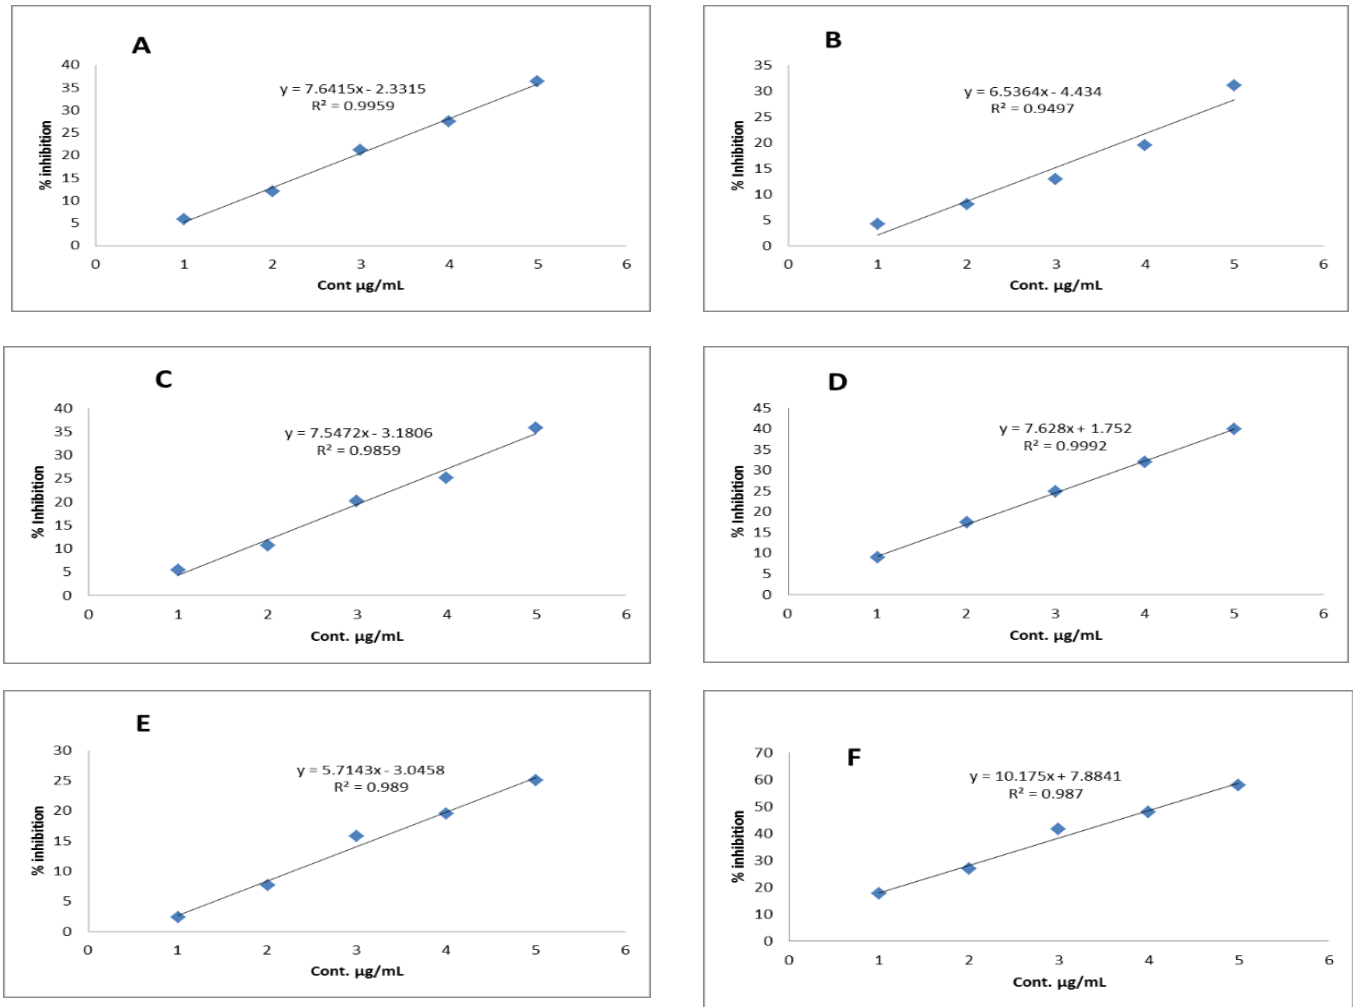 A
40
35
30
25
20
15
10
5
0
% inhibition
y = 7.6415x - 2.3315
R² = 0.9959
0 1 2 3 4 5 6
Cont µg/mL
B
35
30
25
20
15
10
5
0
% Inhibition
y = 6.5364x - 4.434
R² = 0.9497
0 1 2 3 4 5 6
Cont. µg/mL
C
40
35
30
25
20
15
10
5
0
% Inhibition
y = 7.5472x - 3.1806
R² = 0.9859
0 1 2 3 4 5 6
Cont. µg/mL
D
45
40
35
30
25
20
15
10
5
0
% Inhibition
y = 7.628x + 1.752
R² = 0.9992
0 1 2 3 4 5 6
Cont. µg/mL
E
30
25
20
15
10
5
0
% inhibition
y = 5.7143x - 3.0458
R² = 0.989
0 1 2 3 4 5 6
Cont. µg/mL
F
70
60
50
40
30
20
10
0
% inhibition
y = 10.175x + 7.8841
R² = 0.987
0 1 2 3 4 5 6
Cont. µg/mL